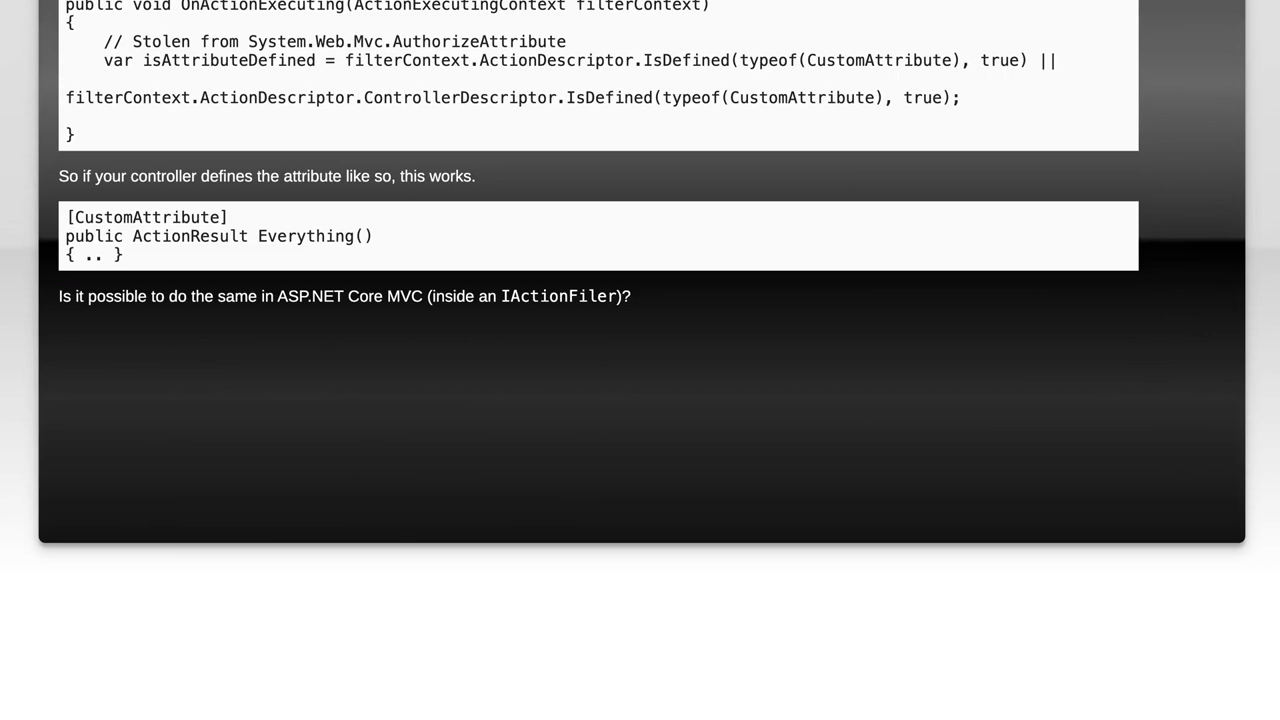 public void OnActionExecuting(ActionExecutingContext filterContext)
{
// Stolen from System.Web.Mvc.AuthorizeAttribute
var isAttributeDefined = filterContext.ActionDescriptor.IsDefined(typeof(CustomAttribute), true) ||
filterContext.ActionDescriptor.ControllerDescriptor.IsDefined(typeof(CustomAttribute), true);
}
So if your controller defines the attribute like so, this works.
[CustomAttribute]
public ActionResult Everything()
{ .. }
Is it possible to do the same in ASP.NET Core MVC (inside an IActionFiler)?